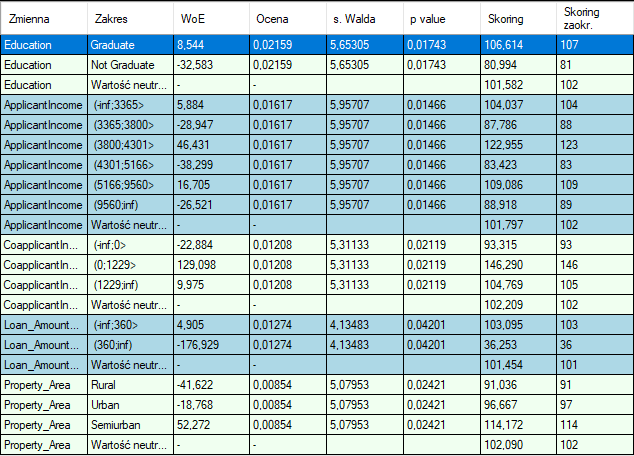 Zmienna Zakres WoE Ocena s. Walda p value Skoring Skoring zaokr.
Education Graduate 8,544 0,02159 5,65305 0,01743 106,614 107
Education Not Graduate -32,583 0,02159 5,65305 0,01743 80,994 81
Education Wartość neutr... - - 101,582 102
ApplicantIncome (-inf;3365> 5,884 0,01617 5,95707 0,01466 104,037 104
ApplicantIncome (3365;3800> -28,947 0,01617 5,95707 0,01466 87,786 88
ApplicantIncome (3800;4301> 46,431 0,01617 5,95707 0,01466 122,955 123
ApplicantIncome (4301;5166> -38,299 0,01617 5,95707 0,01466 83,423 83
ApplicantIncome (5166;9560> 16,705 0,01617 5,95707 0,01466 109,086 109
ApplicantIncome (9560;inf) -26,521 0,01617 5,95707 0,01466 88,918 89
ApplicantIncome Wartość neutr... - - 101,797 102
CoapplicantIn... (-inf;0> -22,884 0,01208 5,31133 0,02119 93,315 93
CoapplicantIn... (0;1229> 129,098 0,01208 5,31133 0,02119 146,290 146
CoapplicantIn... (1229;inf) 9,975 0,01208 5,31133 0,02119 104,769 105
CoapplicantIn... Wartość neutr... - - 102,209 102
Loan_Amount... (-inf;360> 4,905 0,01274 4,13483 0,04201 103,095 103
Loan_Amount... (360;inf) -176,929 0,01274 4,13483 0,04201 36,253 36
Loan_Amount... Wartość neutr... - - 101,454 101
Property_Area Rural -41,622 0,00854 5,07953 0,02421 91,036 91
Property_Area Urban -18,768 0,00854 5,07953 0,02421 96,667 97
Property_Area Semiurban 52,272 0,00854 5,07953 0,02421 114,172 114
Property_Area Wartość neutr... - - 102,090 102